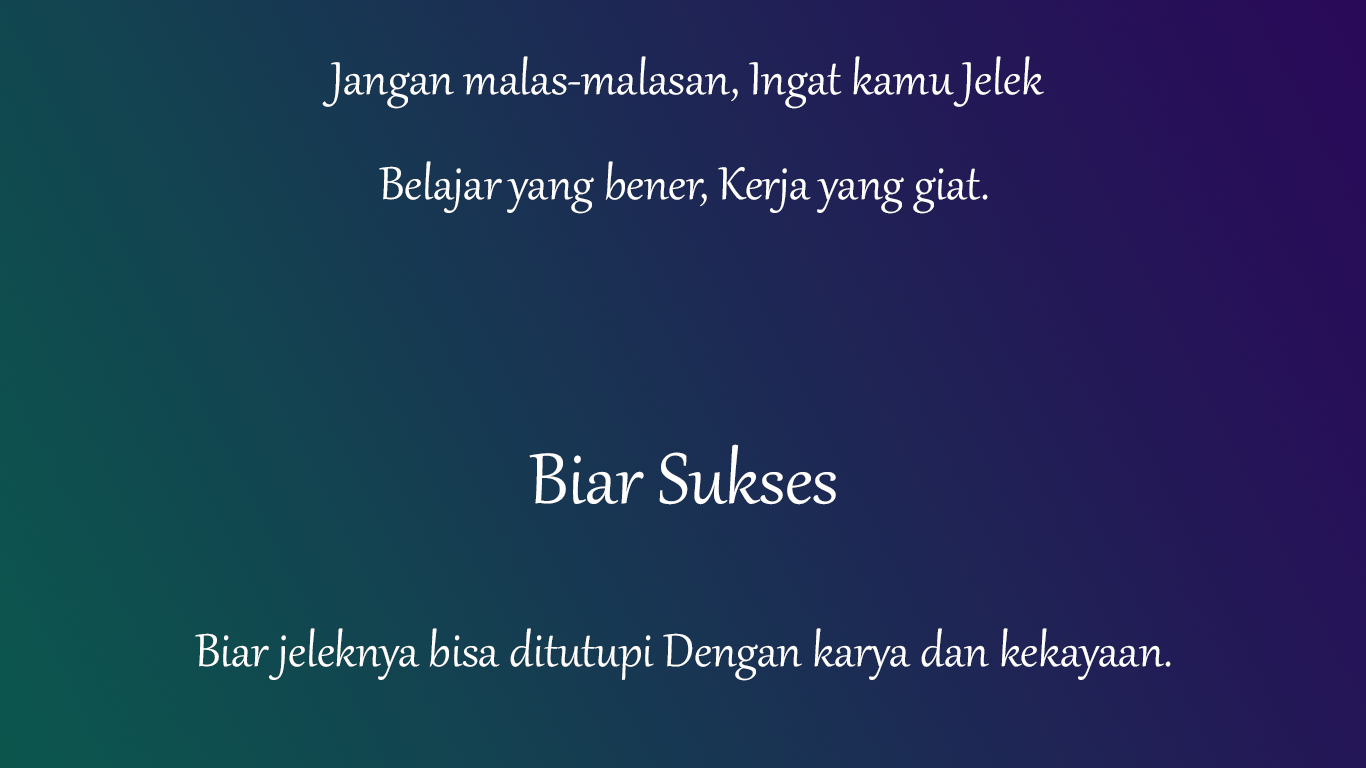 Jangan malas-malasan, Ingat kamu Jelek
Belajar yang bener, Kerja yang giat.
Biar Sukses
Biar jeleknya bisa ditutupi Dengan karya dan kekayaan.